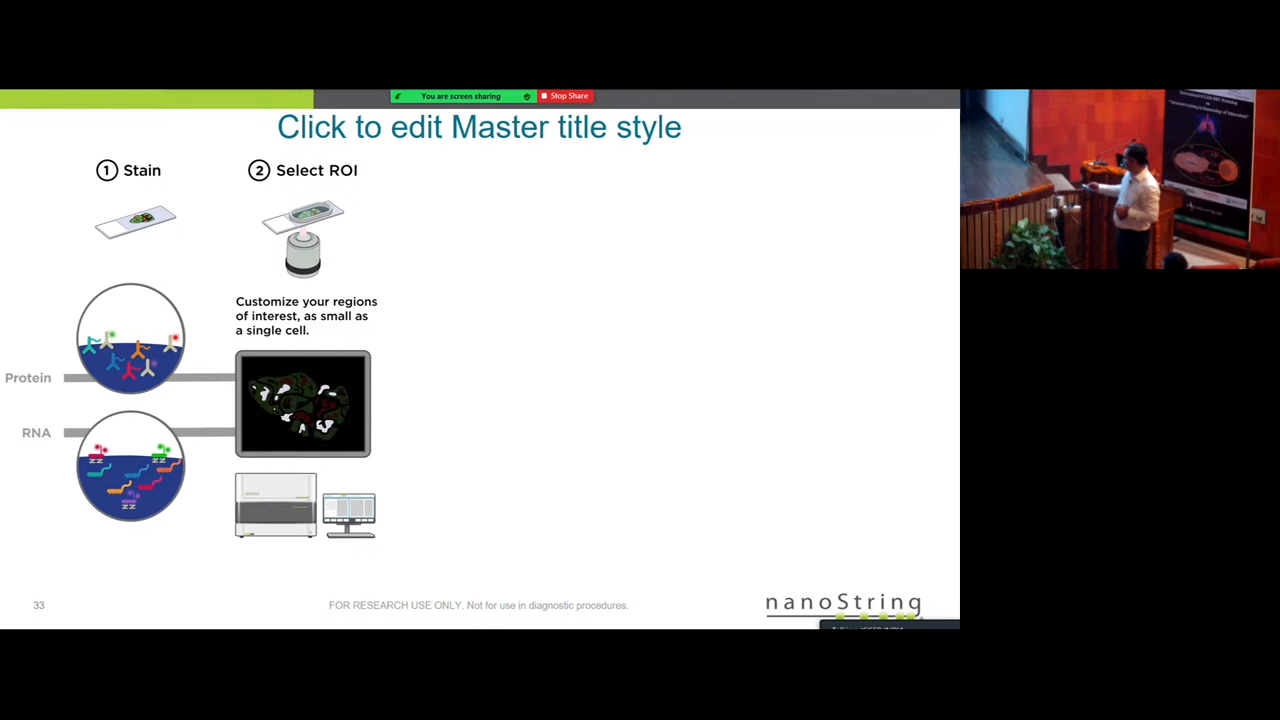 You are screen sharing
Stop Share
Click to edit Master title style
1 Stain
2 Select ROI
Customize your regions
of interest, as small as
a single cell.
Protein
RNA
33
FOR RESEARCH USE ONLY. Not for use in diagnostic procedures.
nanoString